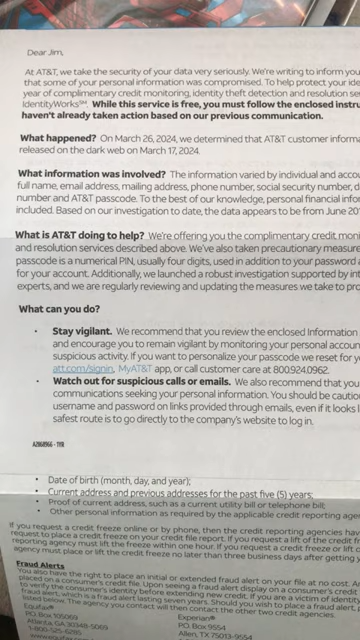 Dear Jim,
At AT&T, we take the security of your data very seriously. We're writing to inform you
that some of your personal information was compromised. To help protect your ide
year of complimentary credit monitoring, identity theft detection and resolution se
IdentityWorks℠. While this service is free, you must follow the enclosed instru
haven't already taken action based on our previous communication.
What happened? On March 26, 2024, we determined that AT&T customer informa
released on the dark web on March 17, 2024.
What information was involved? The information varied by individual and accou
full name, email address, mailing address, phone number, social security number, d
number and AT&T passcode. To the best of our knowledge, personal financial infor
included. Based on our investigation to date, the data appears to be from June 20
What is AT&T doing to help? We're offering you the complimentary credit moni
and resolution services described above. We've also taken precautionary measure
passcode is a numerical PIN, usually four digits, used in addition to your password a
for your account. Additionally, we launched a robust investigation supported by int
experts, and we are regularly reviewing and updating the measures we take to pro
What can you do?
• Stay vigilant. We recommend that you review the enclosed Information
and encourage you to remain vigilant by monitoring your personal accoun
suspicious activity. If you want to personalize your passcode we reset for y
att.com/signin, MyAT&T app, or call customer care at 800.924.0962.
• Watch out for suspicious calls or emails. We also recommend that you
communications seeking your personal information. You should be cautiou
username and password on links provided through emails, even if it looks l
safest route is to go directly to the company's website to log in.
• Date of birth (month, day, and year);
• Current address and previous addresses for the past five (5) years;
• Proof of current address, such as a current utility bill or telephone bill;
• Other personal information as required by the applicable credit reporting agen
If you request a credit freeze online or by phone, then the credit reporting agencies hav
request to place a credit freeze on your credit file report. If you request a lift of the credit fr
reporting agency must lift the freeze within one hour. If you request a credit freeze or lift o
agency must place or lift the credit freeze no later than three business days after getting y
Fraud Alerts
You also have the right to place an initial or extended fraud alert on your file at no cost. An
placed on a consumer's credit file. Upon seeing a fraud alert display on a consumer's credit
to verify the consumer's identity before extending new credit. If you are a victim of identity
fraud alert, which is a fraud alert lasting seven years. Should you wish to place a fraud alert, p
listed below. The agency you contact will then contact the other two credit agencies.
Equifax®
PO Box 105069
Atlanta, GA 30348-5069
1-800-525-6285
Experian®
PO Box 9554
Allen, TX 75013-9554